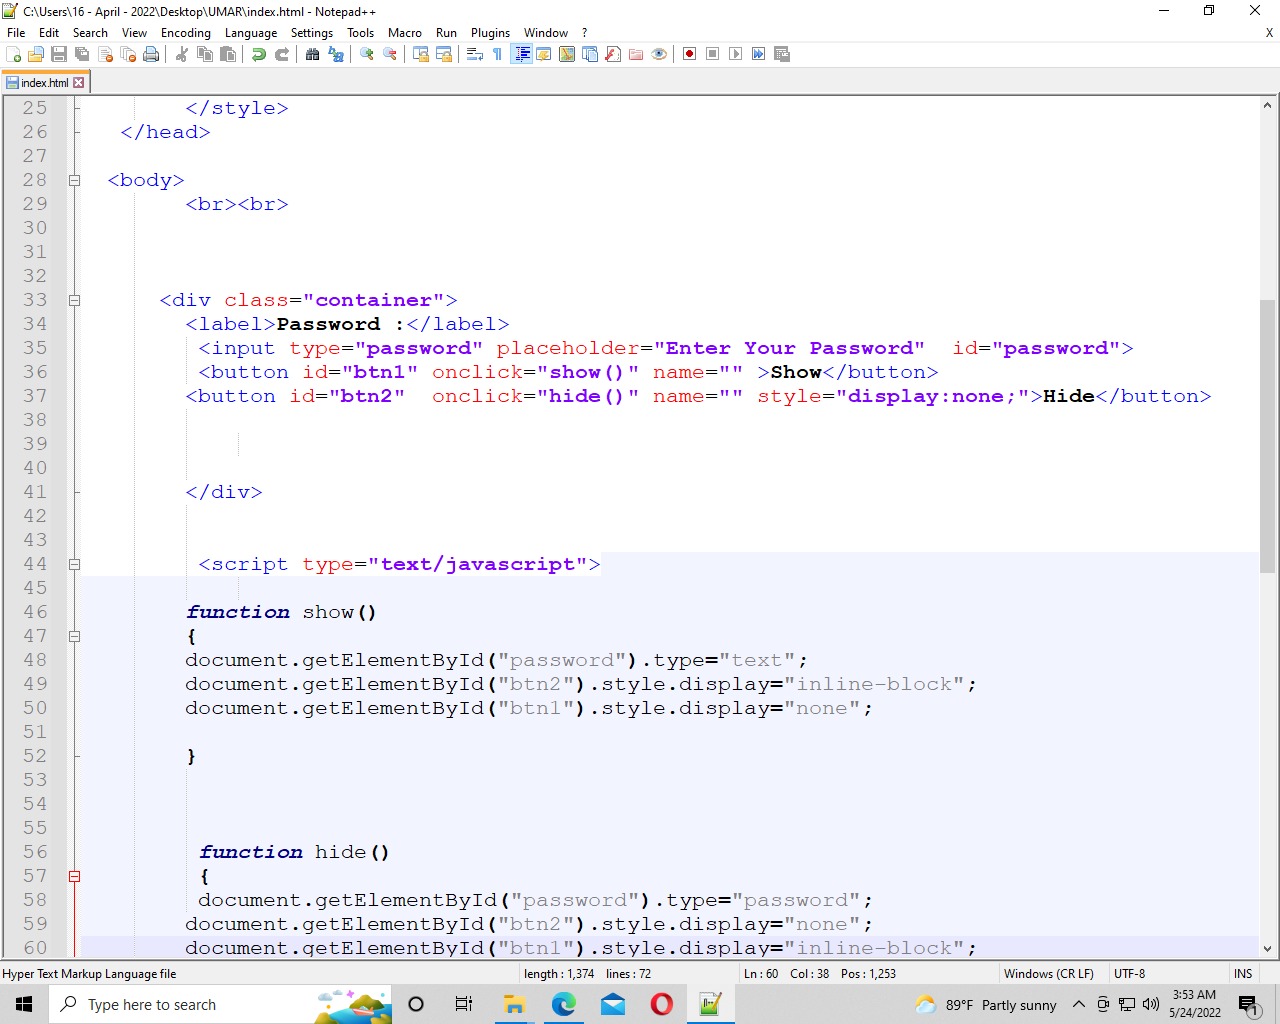 C:\Users\16 - April - 2022\Desktop\UMAR\index.html - Notepad++
File Edit Search View Encoding Language Settings Tools Macro Run Plugins Window ? X
index.html
25 </style>
26 </head>
27
28 <body>
29 <br><br>
30
31
32
33 <div class="container">
34 <label>Password :</label>
35 <input type="password" placeholder="Enter Your Password"  id="password">
36 <button id="btn1" onclick="show()" name="" >Show</button>
37 <button id="btn2"  onclick="hide()" name="" style="display:none;">Hide</button>
38
39
40
41 </div>
42
43
44 <script type="text/javascript">
45
46 function show()
47 {
48 document.getElementById("password").type="text";
49 document.getElementById("btn2").style.display="inline-block";
50 document.getElementById("btn1").style.display="none";
51
52 }
53
54
55
56 function hide()
57 {
58 document.getElementById("password").type="password";
59 document.getElementById("btn2").style.display="none";
60 document.getElementById("btn1").style.display="inline-block";
Hyper Text Markup Language file length : 1,374 lines : 72 Ln : 60 Col : 38 Pos : 1,253 Windows (CR LF) UTF-8 INS
Type here to search 89°F Partly sunny 3:53 AM
5/24/2022 1